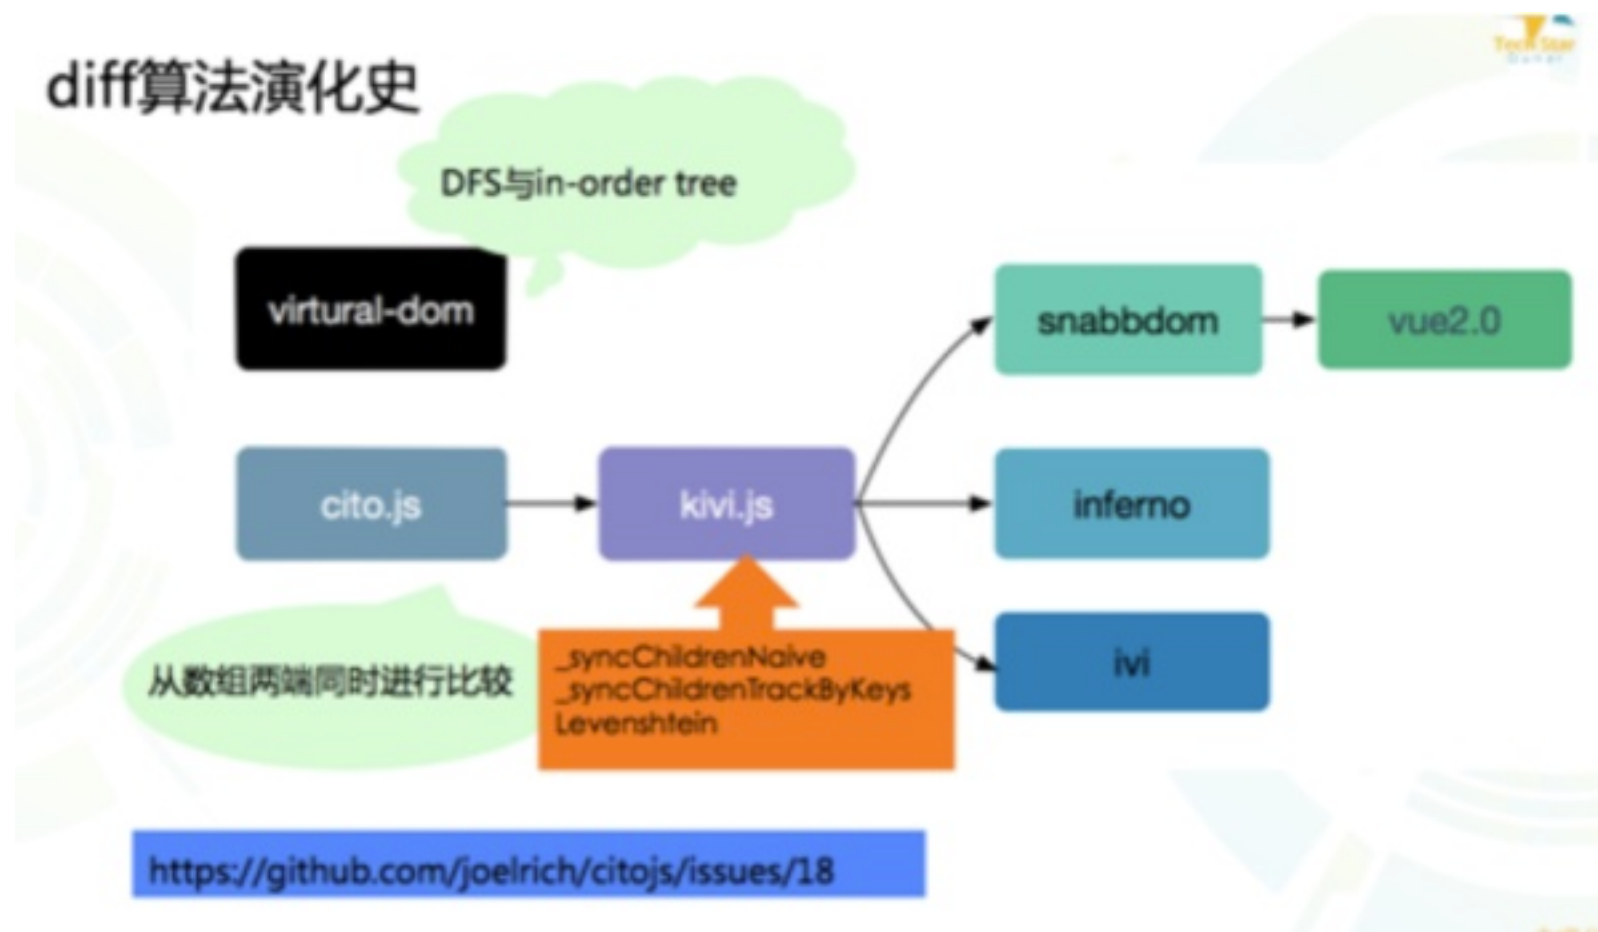 diff算法演化史
TechStar
DFS与in-order tree
virtural-dom
snabbdom
vue2.0
cito.js
kivi.js
inferno
从数组两端同时进行比较
_syncChildrenNaive
_syncChildrenTrackByKeys
Levenshtein
ivi
https://github.com/joelrich/citojs/issues/18